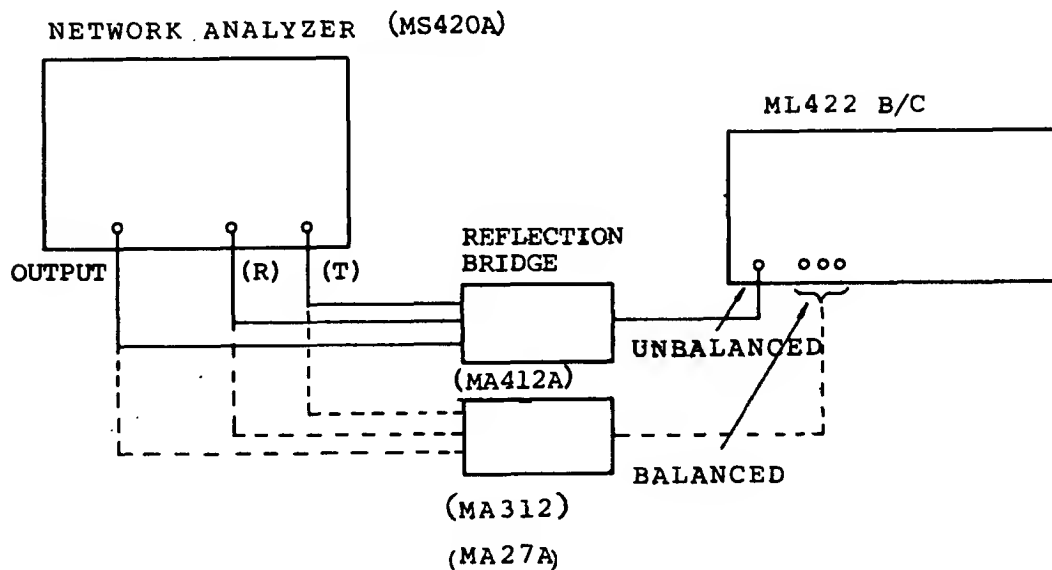 NETWORK ANALYZER (MS420A)
ML422 B/C
OUTPUT (R) (T)
REFLECTION
BRIDGE
UNBALANCED
(MA412A)
BALANCED
(MA312)
(MA27A)